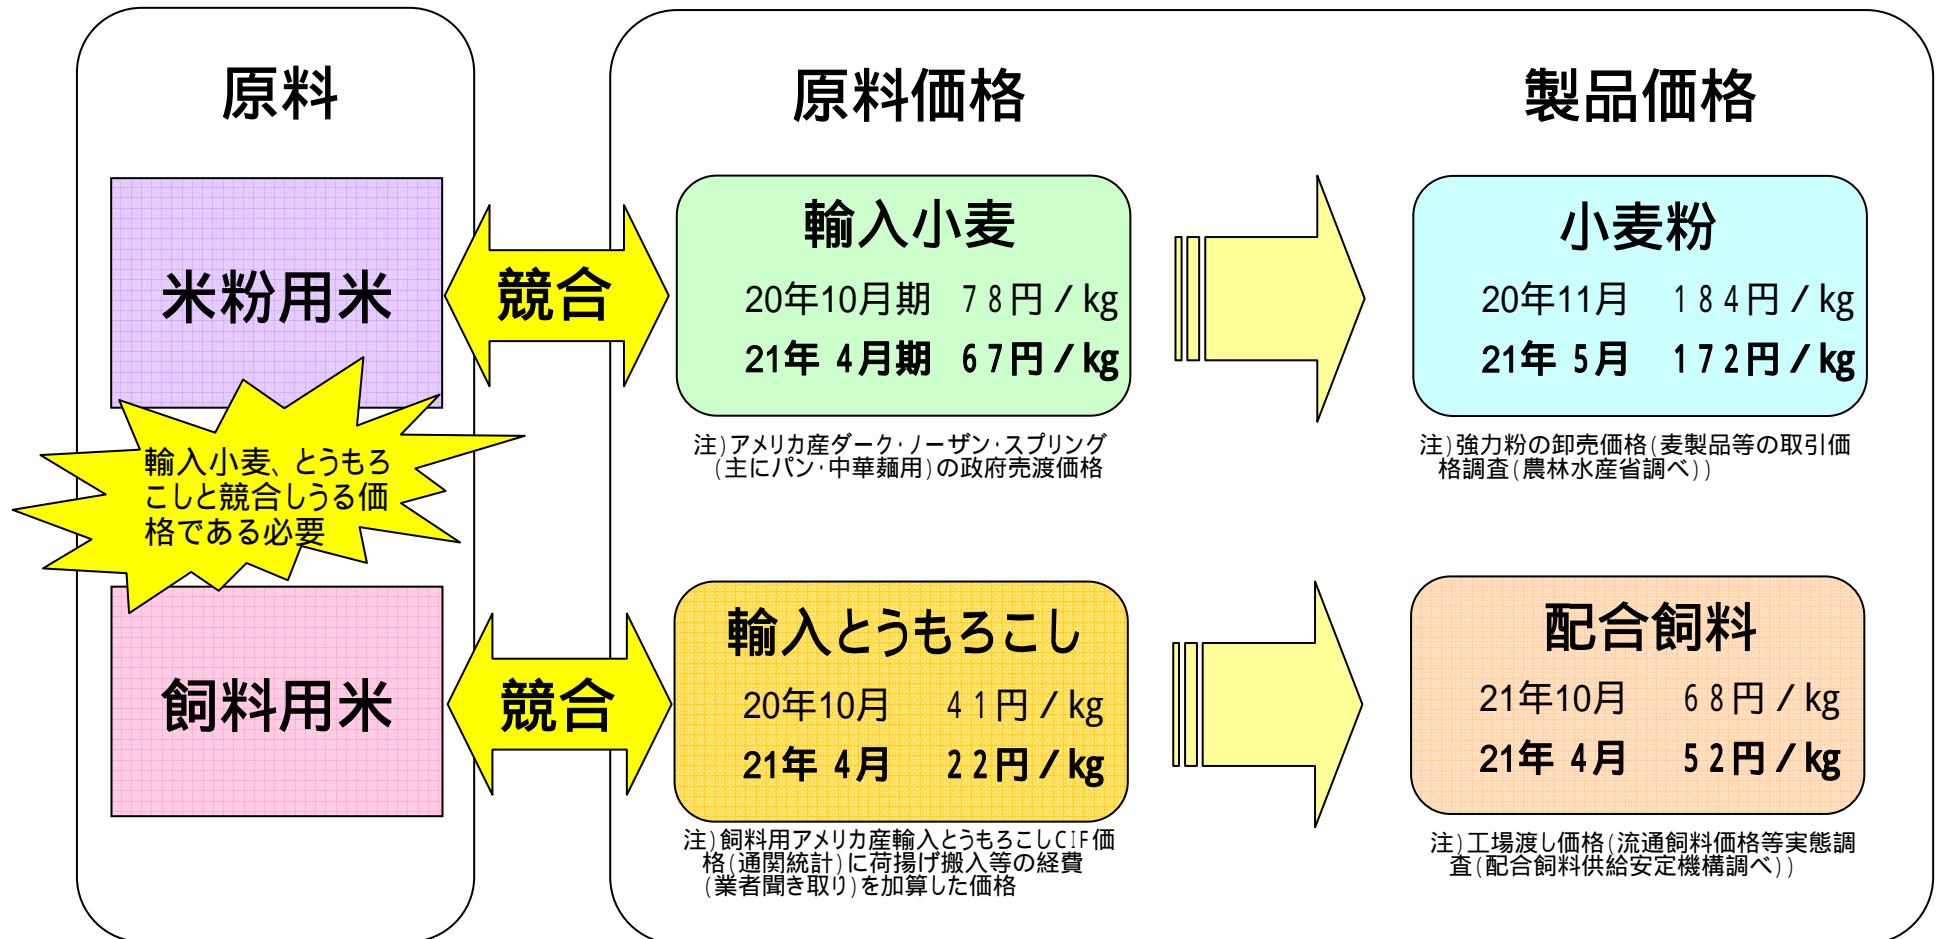 原料
原料価格
製品価格
米粉用米
競合
輸入小麦
20年10月期 78円/kg
21年 4月期 67円/kg
小麦粉
20年11月 184円/kg
21年 5月 172円/kg
注)アメリカ産ダーク・ノーザン・スプリング
(主にパン・中華麺用)の政府売渡価格
注)強力粉の卸売価格(麦製品等の取引価
格調査(農林水産省調べ))
輸入小麦、とうもろ
こしと競合しうる価
格である必要
飼料用米
競合
輸入とうもろこし
20年10月 41円/kg
21年 4月 22円/kg
配合飼料
21年10月 68円/kg
21年 4月 52円/kg
注)飼料用アメリカ産輸入とうもろこしCIF価
格(通関統計)に荷揚げ搬入等の経費
(業者聞き取り)を加算した価格
注)工場渡し価格(流通飼料価格等実態調
査(配合飼料供給安定機構調べ))